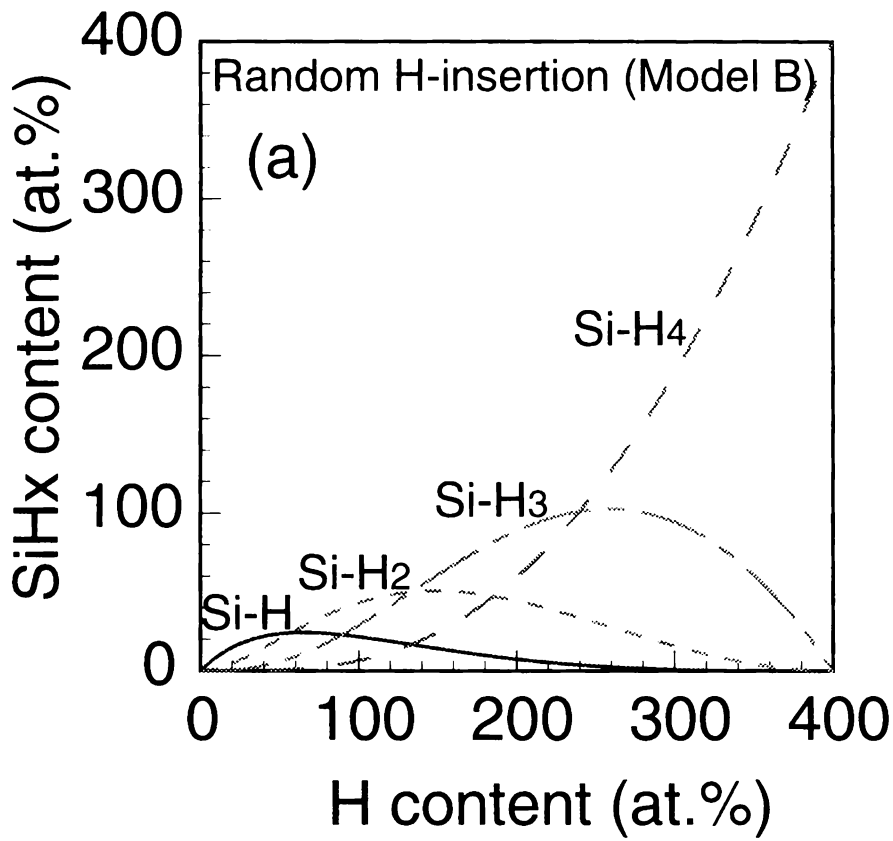 400
Random H-insertion (Model B)
(a)
300
Si-H4
200
Si-H3
100
Si-H2
Si-H
0
0 100 200 300 400
H content (at.%)
SiHx content (at.%)